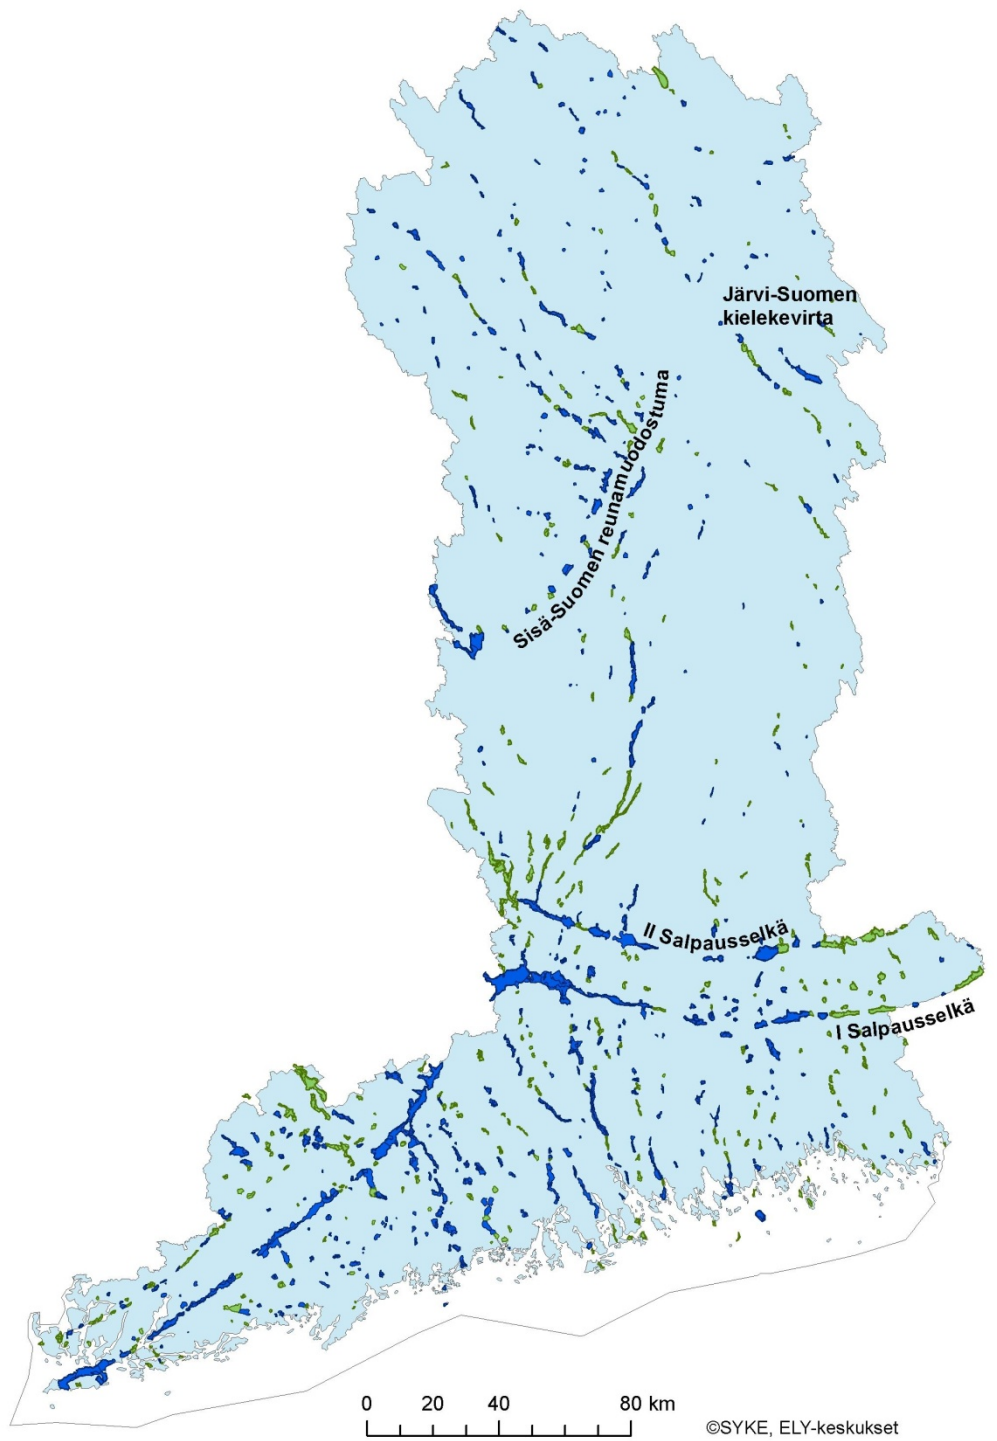 Järvi-Suomen
kielekevirta
Sisä-Suomen reunamuodostuma
II Salpausselkä
I Salpausselkä
0 20 40 80 km
©SYKE, ELY-keskukset